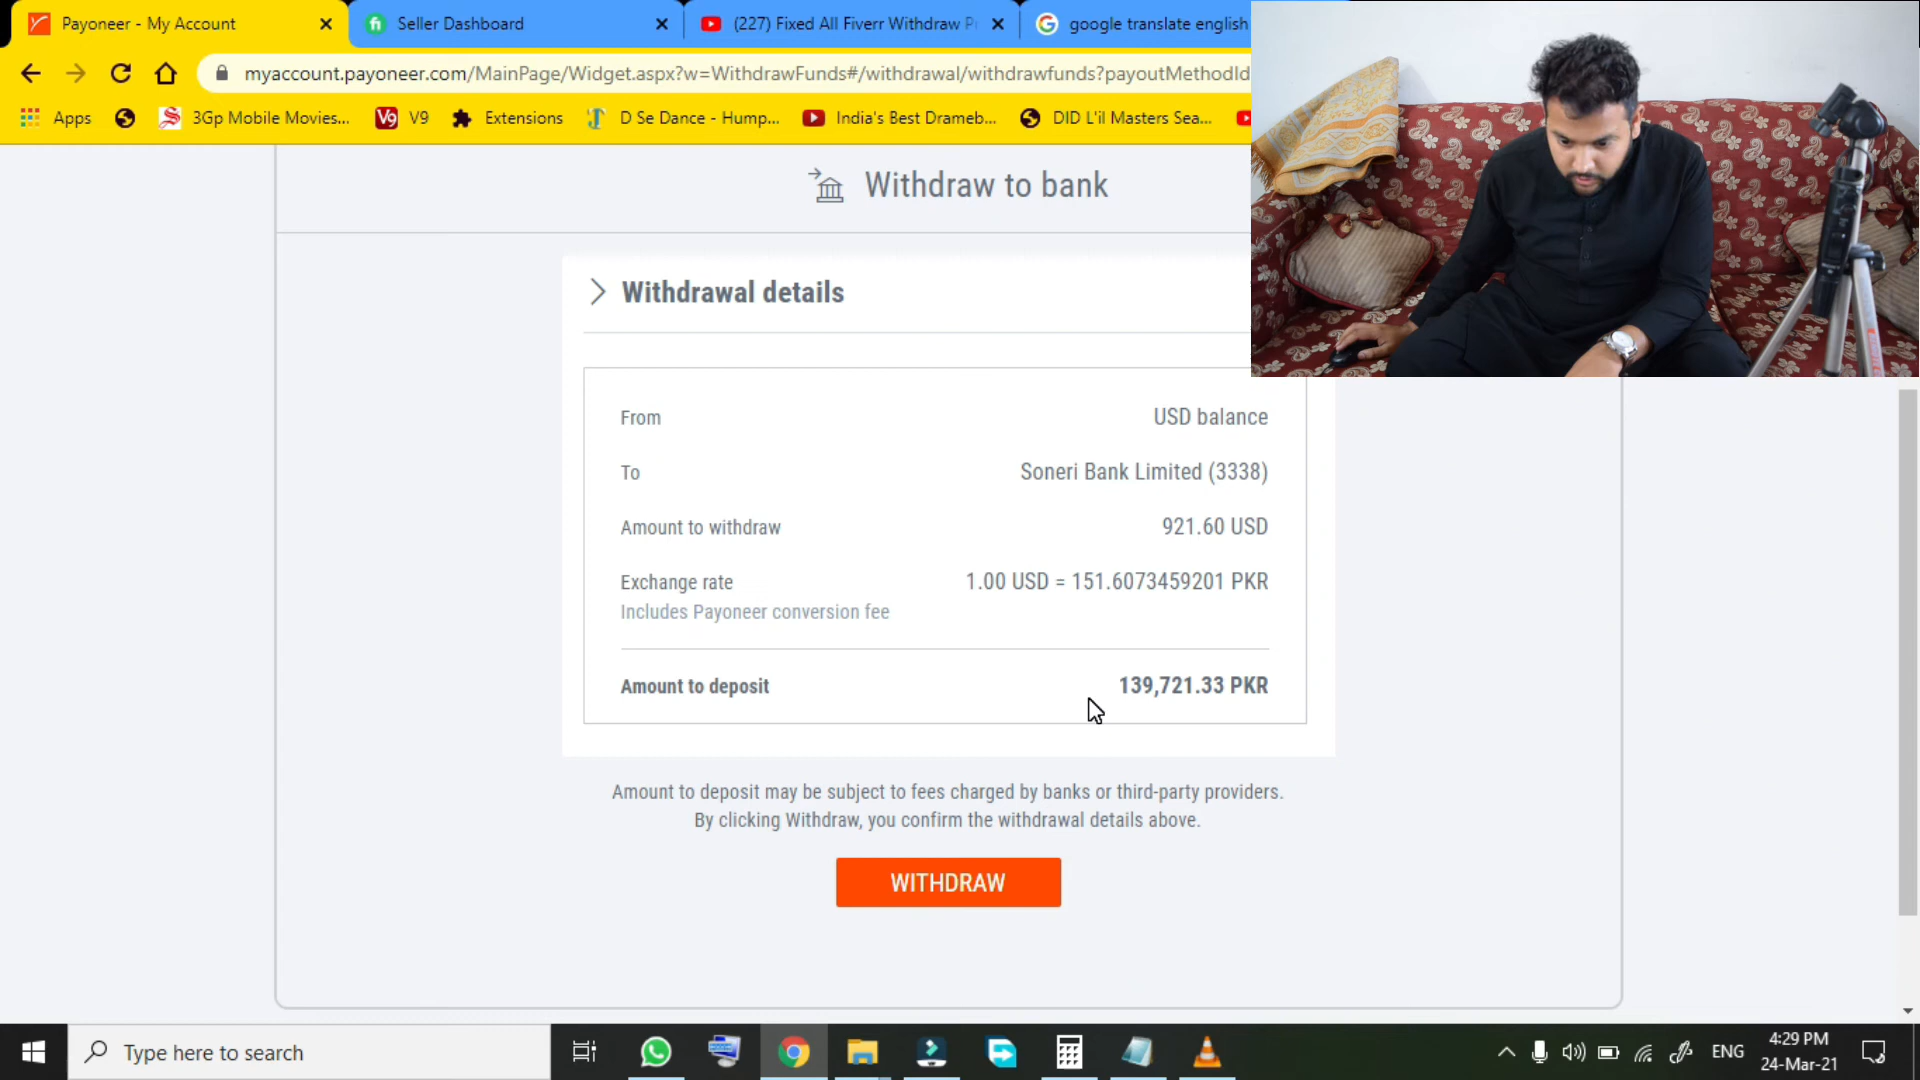 Payoneer - My Account
Seller Dashboard
(227) Fixed All Fiverr Withdraw
google translate english
myaccount.payoneer.com/MainPage/Widget.aspx?w=WithdrawFunds#/withdrawal/withdrawfunds?payoutMethodId
Apps
3Gp Mobile Movies...
V9 V9
Extensions
D Se Dance - Hump...
India's Best Drameb...
DID L'il Masters Sea...
Withdraw to bank
Withdrawal details
From USD balance
To Soneri Bank Limited (3338)
Amount to withdraw 921.60 USD
Exchange rate 1.00 USD = 151.6073459201 PKR
Includes Payoneer conversion fee
Amount to deposit 139,721.33 PKR
Amount to deposit may be subject to fees charged by banks or third-party providers.
By clicking Withdraw, you confirm the withdrawal details above.
WITHDRAW
Type here to search
ENG
4:29 PM
24-Mar-21